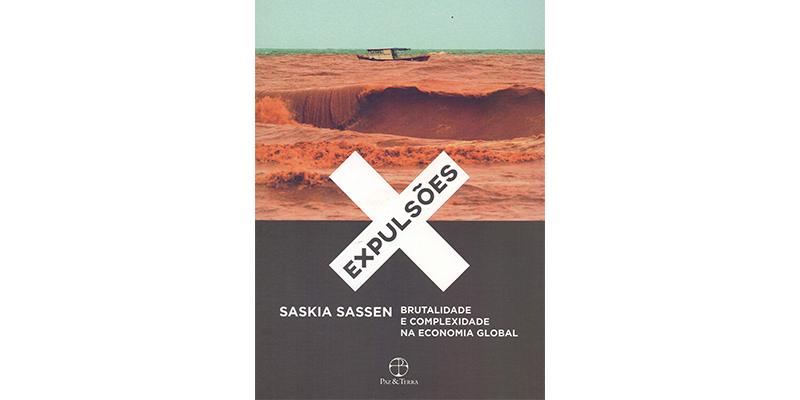 EXPULSÕES
SASKIA SASSEN
BRUTALIDADE
E COMPLEXIDADE
NA ECONOMIA GLOBAL
PAZ & TERRA